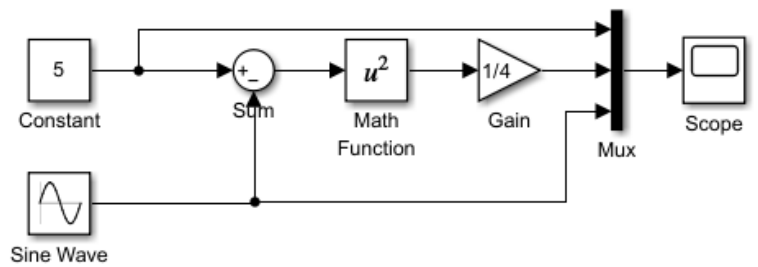 5
Constant
+
−
Sum
u²
Math
Function
1/4
Gain
Mux
Scope
Sine Wave